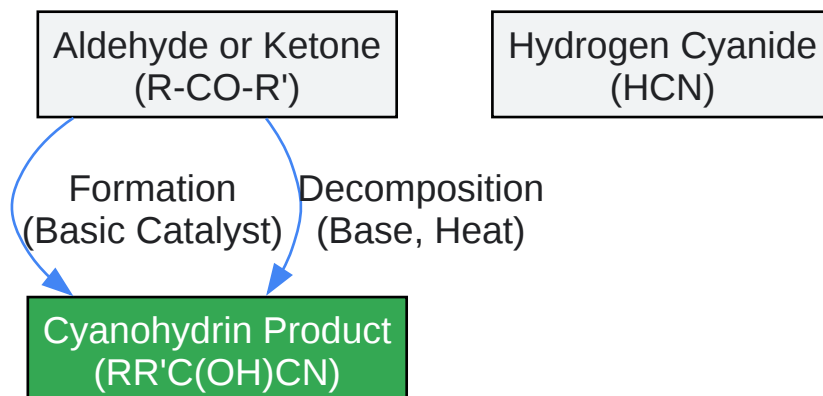 Aldehyde or Ketone
(R-CO-R')
Hydrogen Cyanide
(HCN)
Formation
(Basic Catalyst)
Decomposition
(Base, Heat)
Cyanohydrin Product
(RR'C(OH)CN)